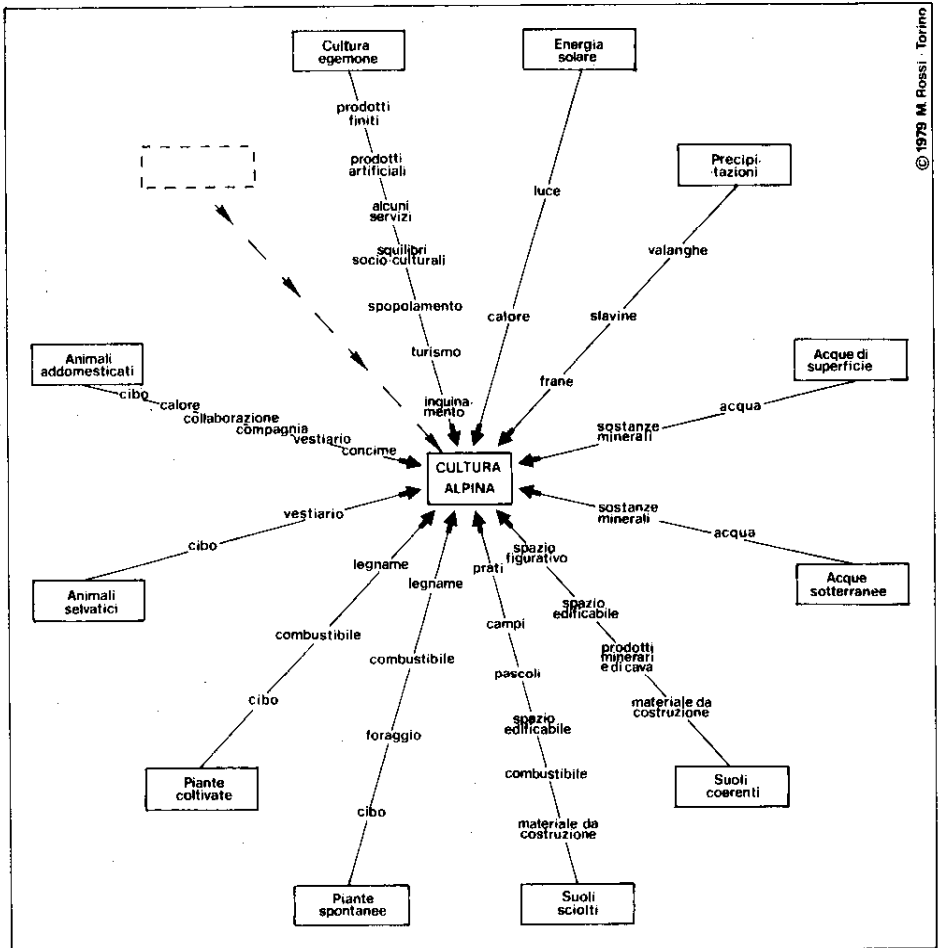 © 1979 M. Rossi · Torino
Cultura
egemone
prodotti
finiti
prodotti
artificiali
alcuni
servizi
squilibri
socio-culturali
spopolamento
turismo
inquina-
mento
Energia
solare
luce
calore
Precipi-
tazioni
valanghe
slavine
frane
Acque di
superficie
acqua
sostanze
minerali
Animali
addomesticati
cibo
calore
collaborazione
compagnia
vestiario
concime
CULTURA
ALPINA
Acque
sotterranee
acqua
sostanze
minerali
Animali
selvatici
cibo
vestiario
Piante
coltivate
cibo
combustibile
legname
Piante
spontanee
cibo
foraggio
combustibile
legname
Suoli
sciolti
materiale da
costruzione
combustibile
spazio
edificabile
pascoli
campi
prati
Suoli
coerenti
materiale da
costruzione
prodotti
minerari
e di cava
spazio
edificabile
spazio
figurativo